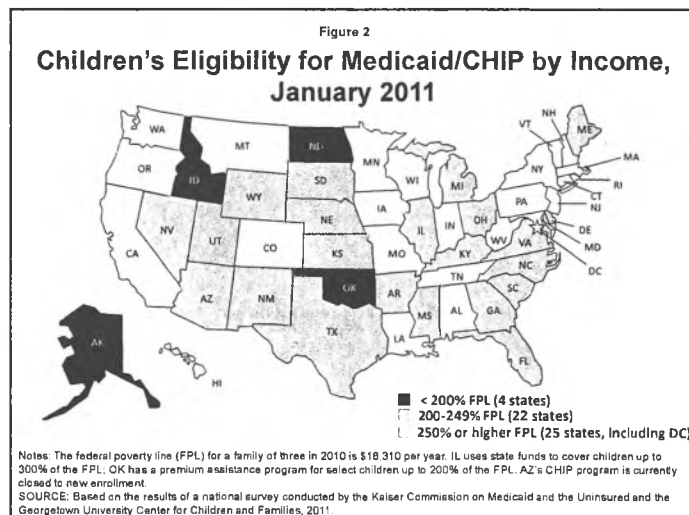 Figure 2
Children's Eligibility for Medicaid/CHIP by Income,
January 2011
WA
MT
ND
MN
VT
NH
ME
OR
ID
SD
WI
MI
NY
MA
WY
RI
IA
PA
CT
NJ
NV
NE
IL
IN
OH
UT
CO
KS
MO
KY
WV
VA
DE
MD
DC
CA
NC
TN
AZ
NM
OK
AR
SC
MS
AL
GA
TX
LA
FL
AK
HI
< 200% FPL (4 states)
200-249% FPL (22 states)
250% or higher FPL (25 states, including DC)
Notes: The federal poverty line (FPL) for a family of three in 2010 is $18,310 per year. IL uses state funds to cover children up to
300% of the FPL; OK has a premium assistance program for select children up to 200% of the FPL. AZ's CHIP program is currently
closed to new enrollment.
SOURCE: Based on the results of a national survey conducted by the Kaiser Commission on Medicaid and the Uninsured and the
Georgetown University Center for Children and Families, 2011.